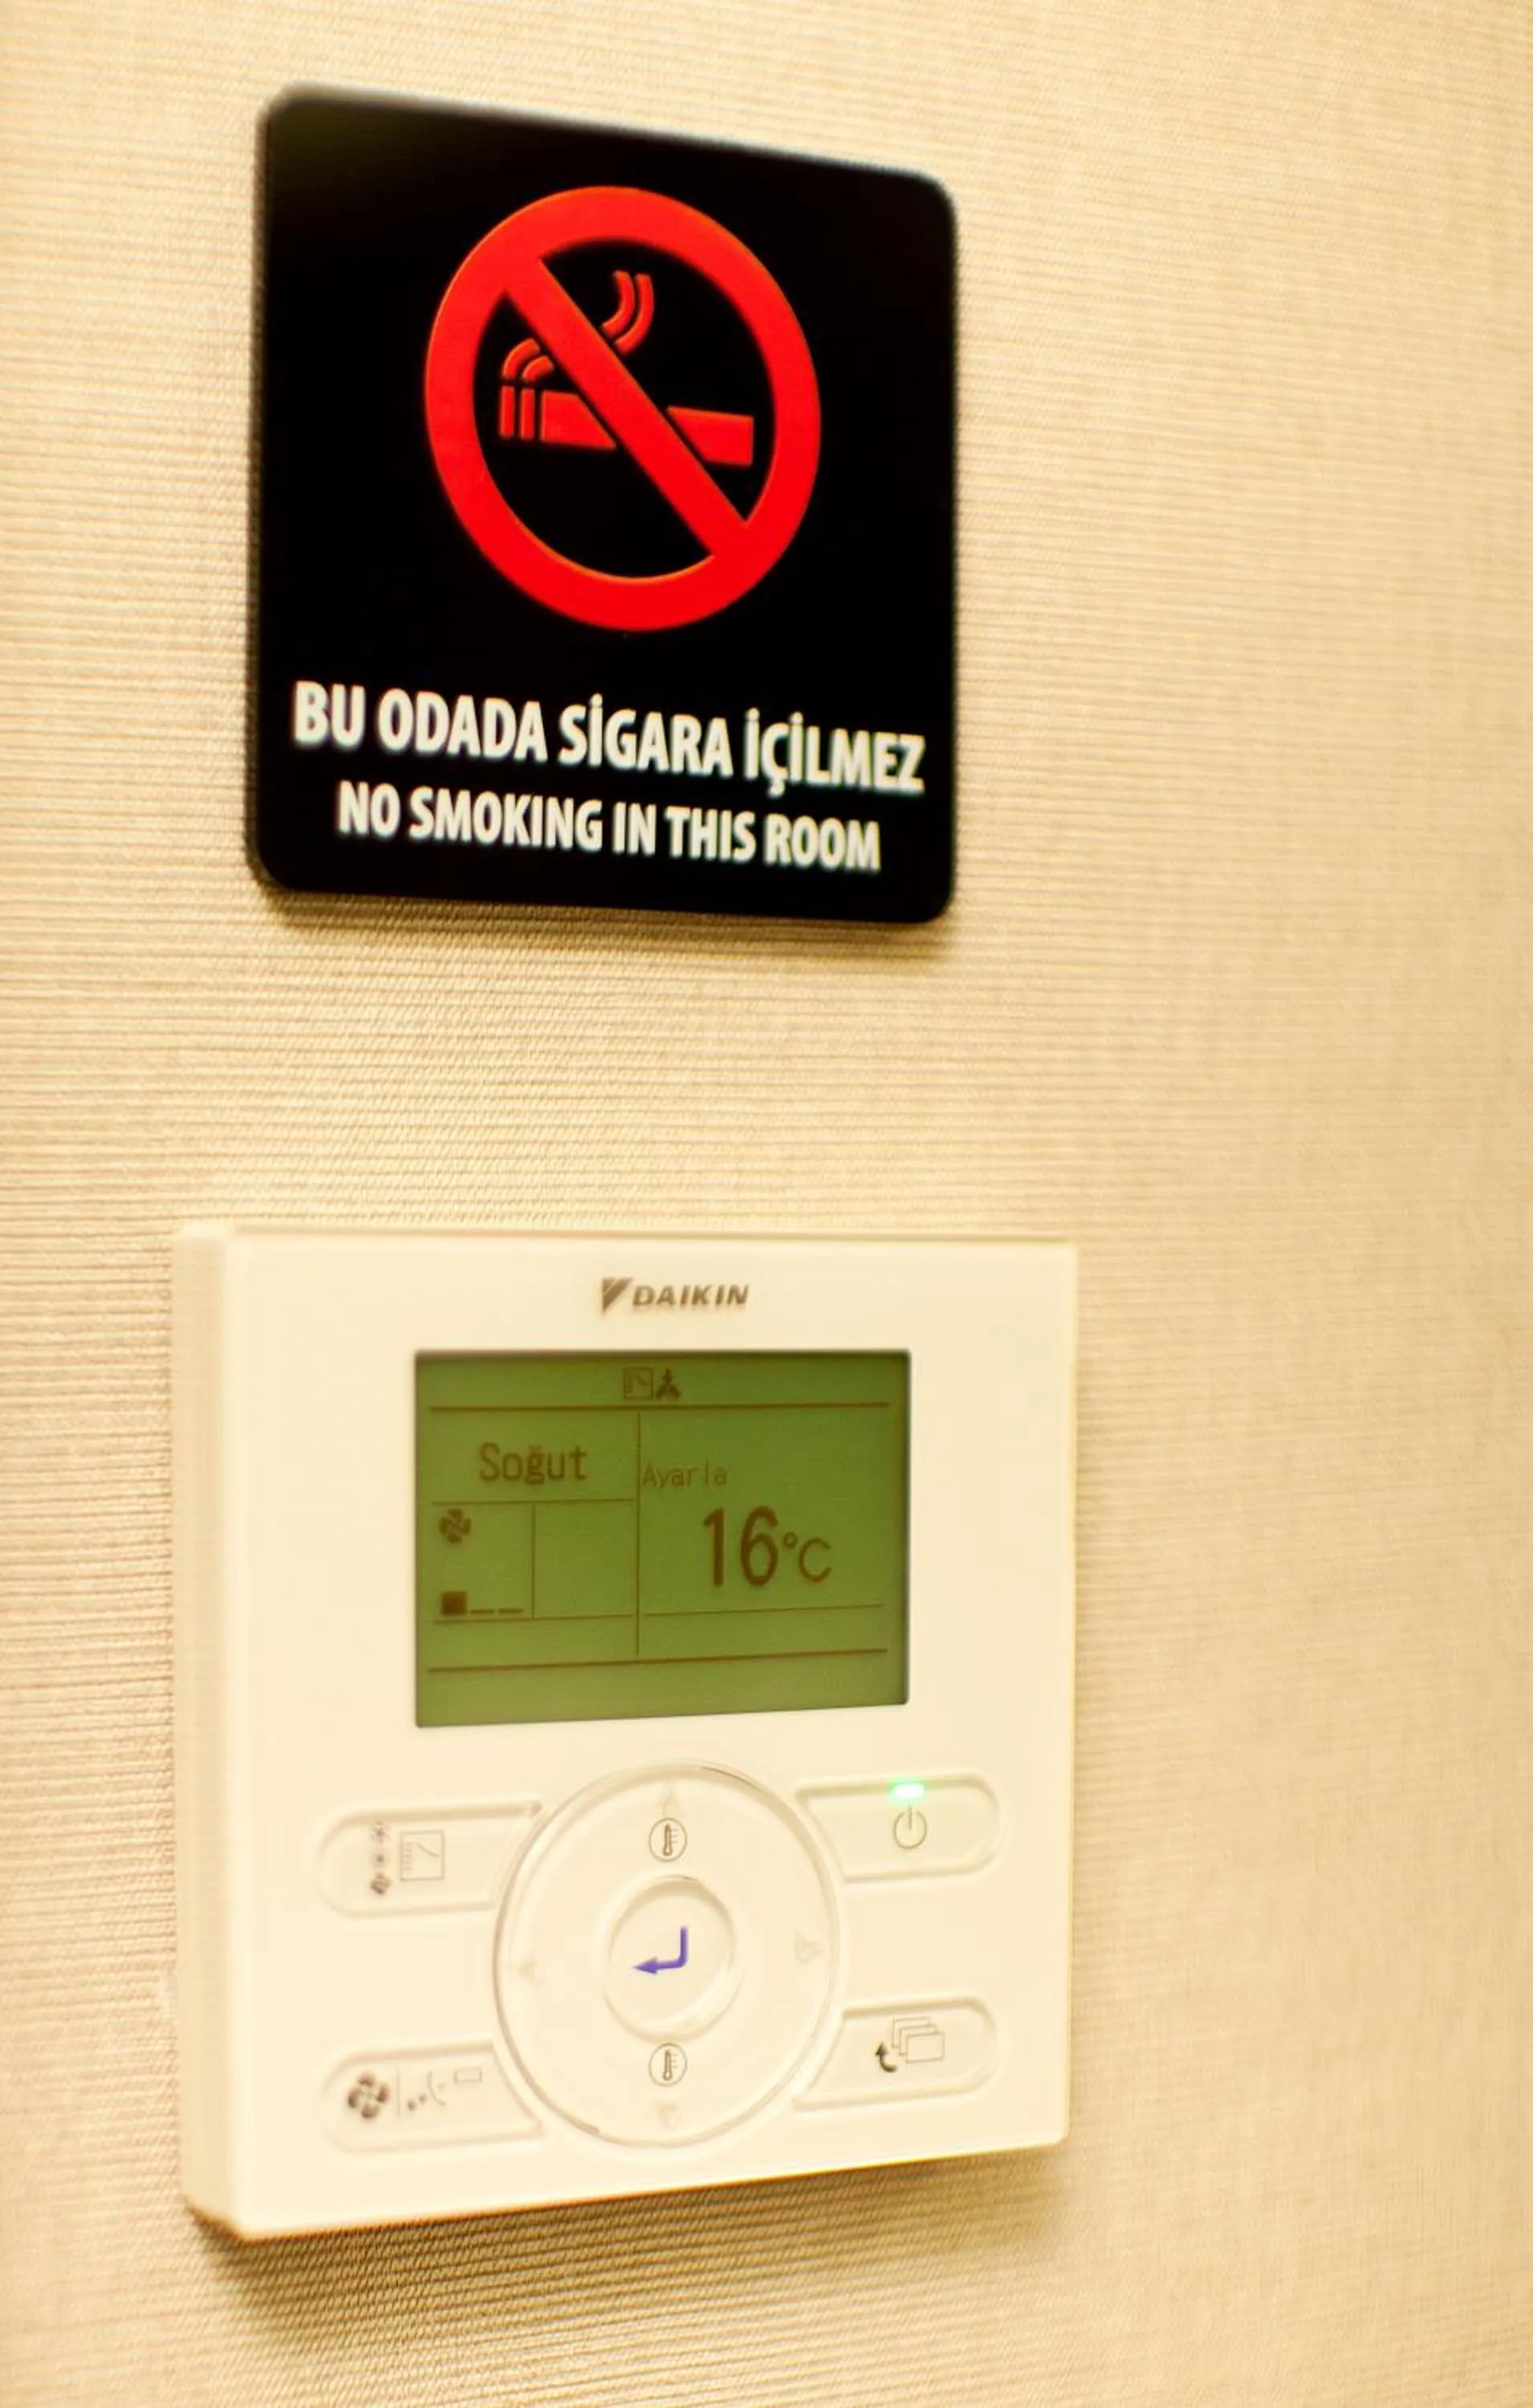 BU ODADA SİGARA İÇİLMEZ
NO SMOKING IN THIS ROOM
DAIKIN
Soğut
Ayarla
16°C